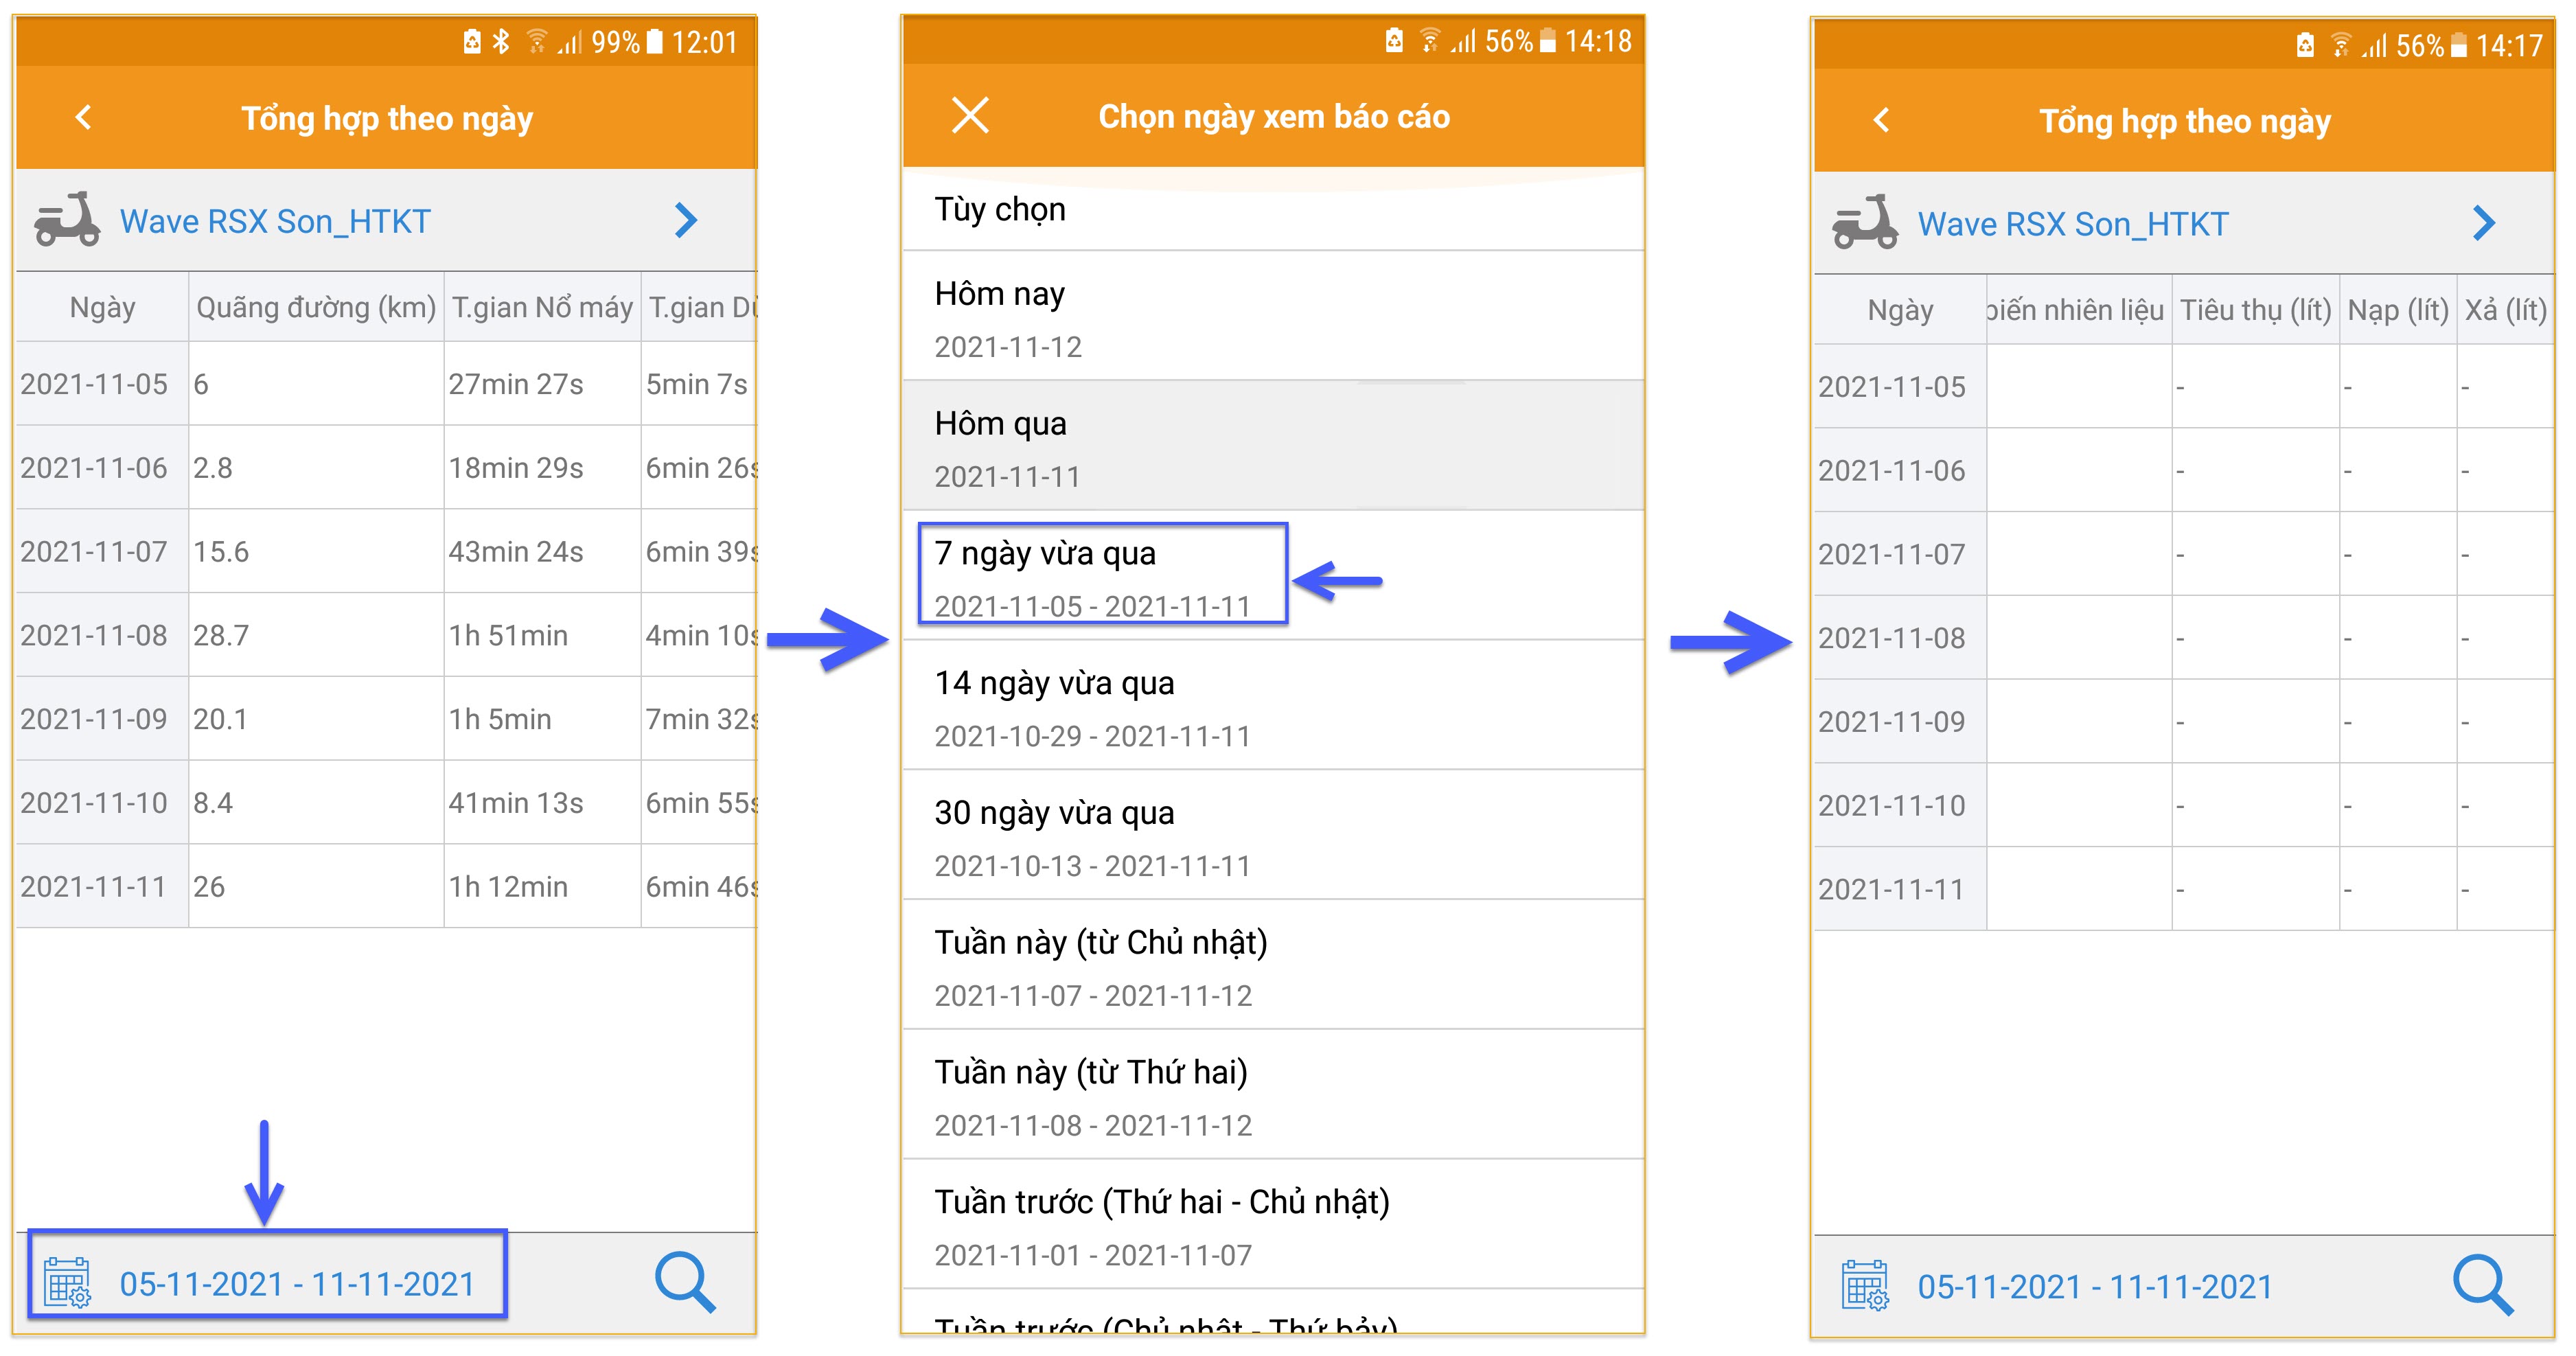 99% 12:01
Tổng hợp theo ngày
Wave RSX Son_HTKT
Ngày Quãng đường (km) T.gian Nổ máy T.gian
2021-11-05 6 27min 27s 5min 7s
2021-11-06 2.8 18min 29s 6min 26s
2021-11-07 15.6 43min 24s 6min 39s
2021-11-08 28.7 1h 51min 4min 10s
2021-11-09 20.1 1h 5min 7min 32s
2021-11-10 8.4 41min 13s 6min 55s
2021-11-11 26 1h 12min 6min 46s
05-11-2021 - 11-11-2021
56% 14:18
Chọn ngày xem báo cáo
Tùy chọn
Hôm nay
2021-11-12
Hôm qua
2021-11-11
7 ngày vừa qua
2021-11-05 - 2021-11-11
14 ngày vừa qua
2021-10-29 - 2021-11-11
30 ngày vừa qua
2021-10-13 - 2021-11-11
Tuần này (từ Chủ nhật)
2021-11-07 - 2021-11-12
Tuần này (từ Thứ hai)
2021-11-08 - 2021-11-12
Tuần trước (Thứ hai - Chủ nhật)
2021-11-01 - 2021-11-07
Tuần trước (Chủ nhật - Thứ bảy)
56% 14:17
Tổng hợp theo ngày
Wave RSX Son_HTKT
Ngày biến nhiên liệu Tiêu thụ (lít) Nạp (lít) Xả (lít)
2021-11-05 - - -
2021-11-06 - - -
2021-11-07 - - -
2021-11-08 - - -
2021-11-09 - - -
2021-11-10 - - -
2021-11-11 - - -
05-11-2021 - 11-11-2021